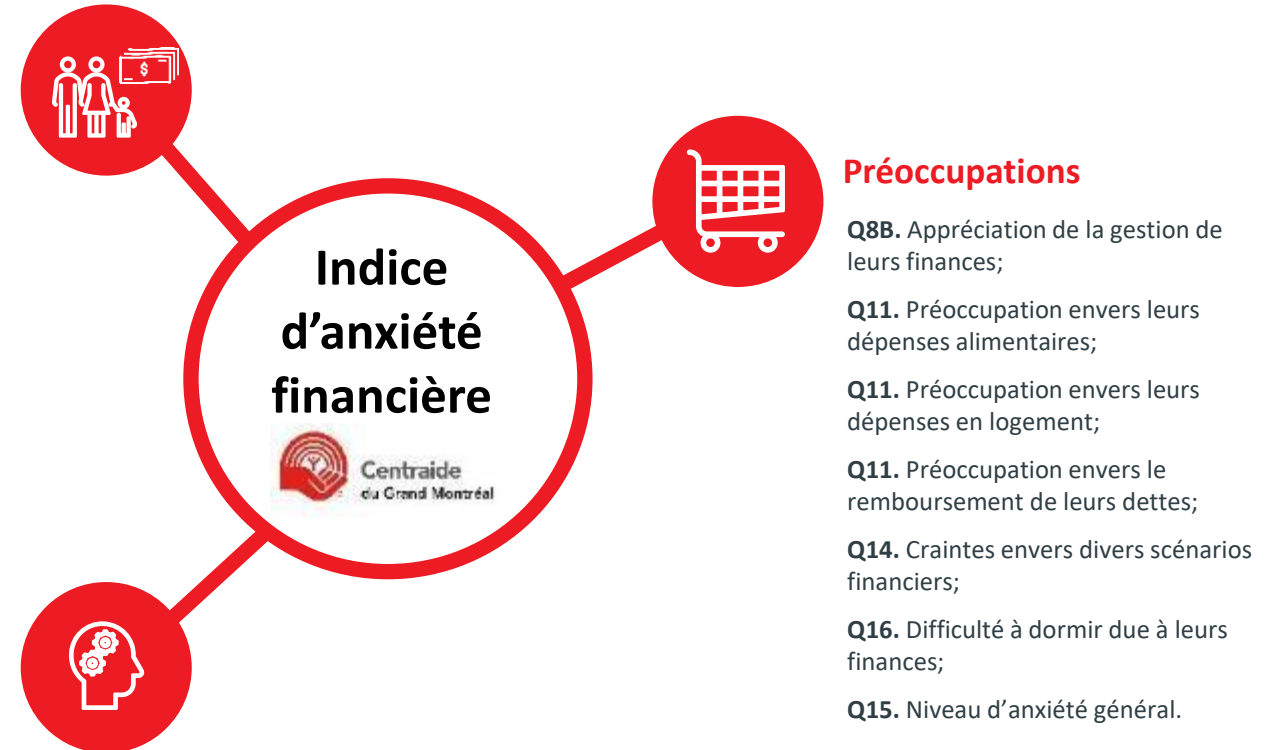 $
Indice
d’anxiété
financière
Centraide
du Grand Montréal
Préoccupations
Q8B. Appréciation de la gestion de
leurs finances;
Q11. Préoccupation envers leurs
dépenses alimentaires;
Q11. Préoccupation envers leurs
dépenses en logement;
Q11. Préoccupation envers le
remboursement de leurs dettes;
Q14. Craintes envers divers scénarios
financiers;
Q16. Difficulté à dormir due à leurs
finances;
Q15. Niveau d’anxiété général.